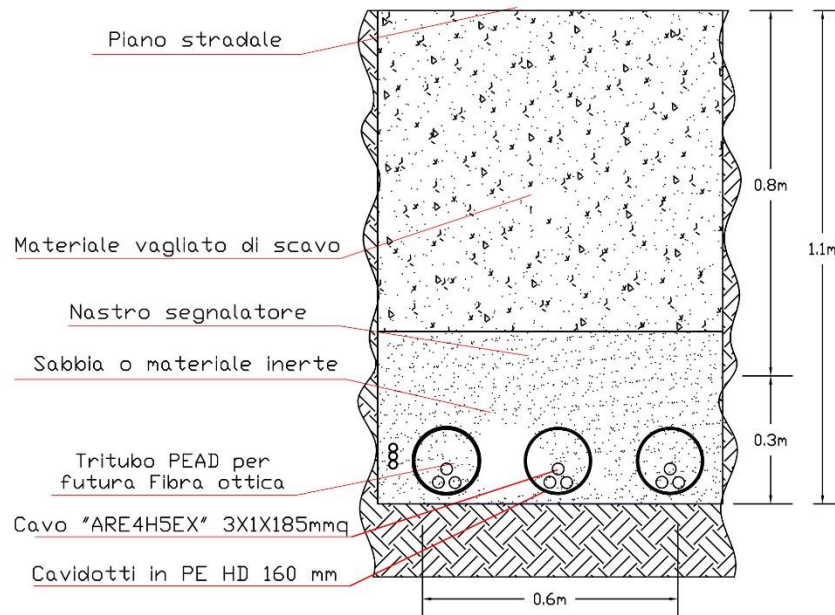 Piano stradale
0.8m
1.1m
Materiale vagliato di scavo
Nastro segnalatore
Sabbia o materiale inerte
0.3m
Tritubo PEAD per
futura Fibra ottica
Cavo "ARE4H5EX" 3X1X185mmq
Cavidotti in PE HD 160 mm
0.6m